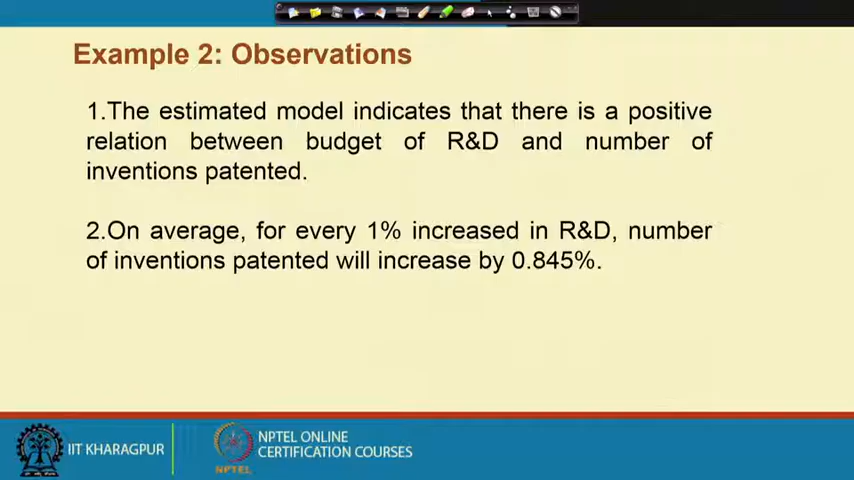 Example 2: Observations
1.The estimated model indicates that there is a positive
relation between budget of R&D and number of
inventions patented.
2.On average, for every 1% increased in R&D, number
of inventions patented will increase by 0.845%.
IIT KHARAGPUR
NPTEL
NPTEL ONLINE
CERTIFICATION COURSES